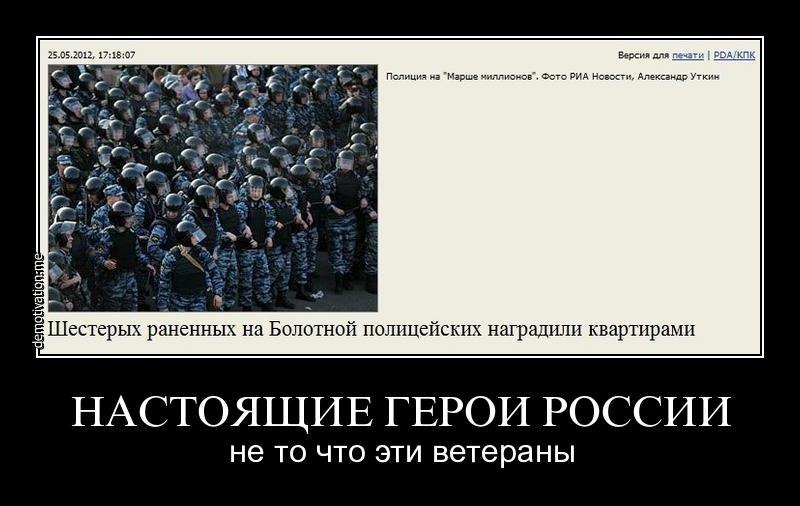 25.05.2012, 17:18:07
Версия для печати | PDA/КПК
Полиция на "Марше миллионов". Фото РИА Новости, Александр Уткин
demotivation.me
Шестерых раненных на Болотной полицейских наградили квартирами
НАСТОЯЩИЕ ГЕРОИ РОССИИ
не то что эти ветераны